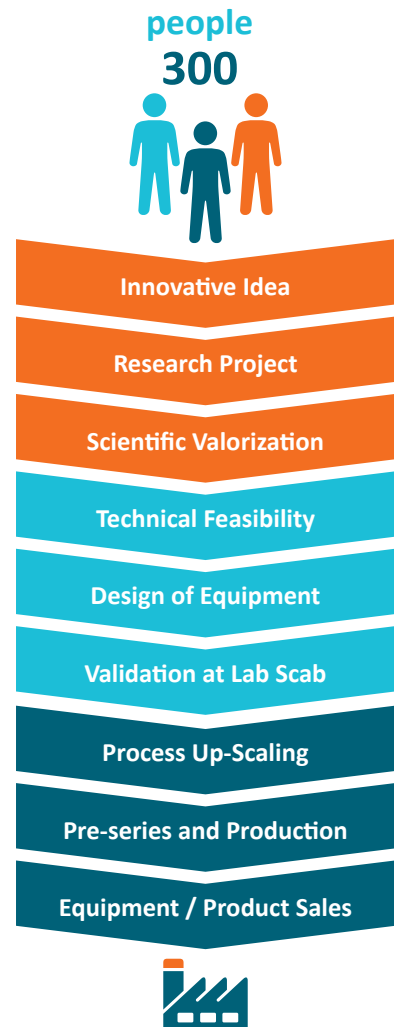 people
300
Innovative Idea
Research Project
Scientific Valorization
Technical Feasibility
Design of Equipment
Validation at Lab Scab
Process Up-Scaling
Pre-series and Production
Equipment / Product Sales